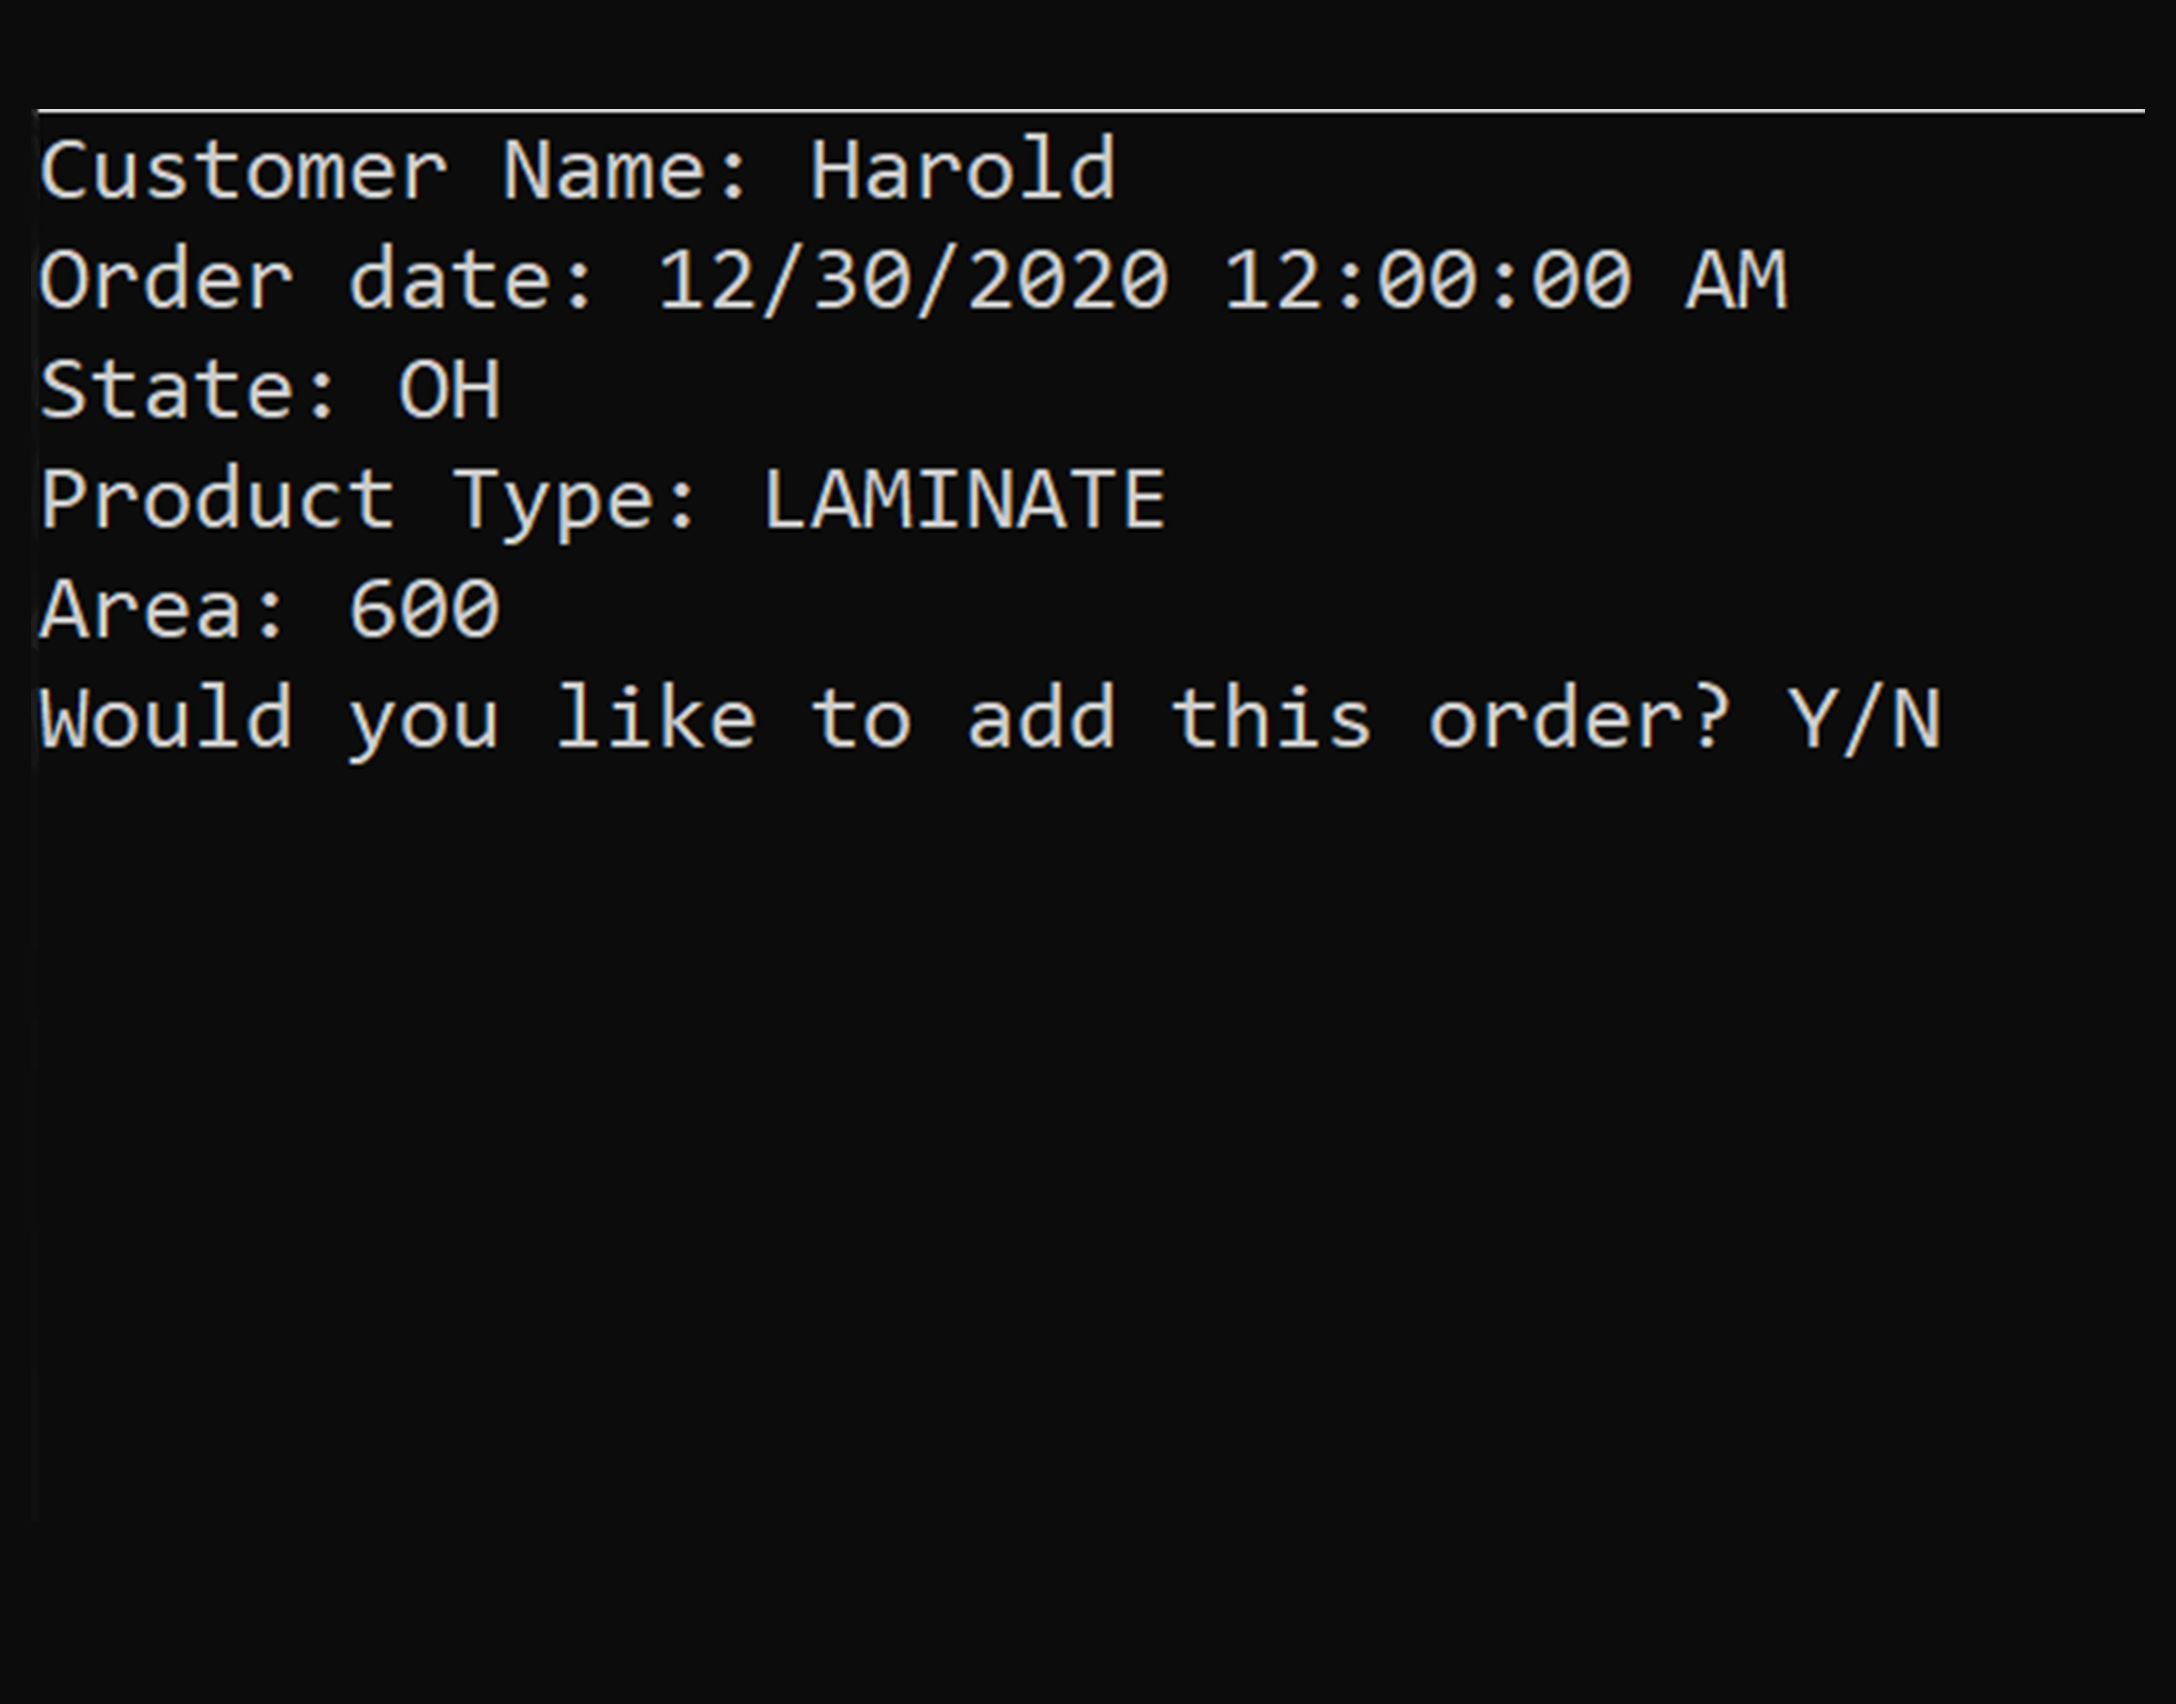 Customer Name: Harold
Order date: 12/30/2020 12:00:00 AM
State: OH
Product Type: LAMINATE
Area: 600
Would you like to add this order? Y/N